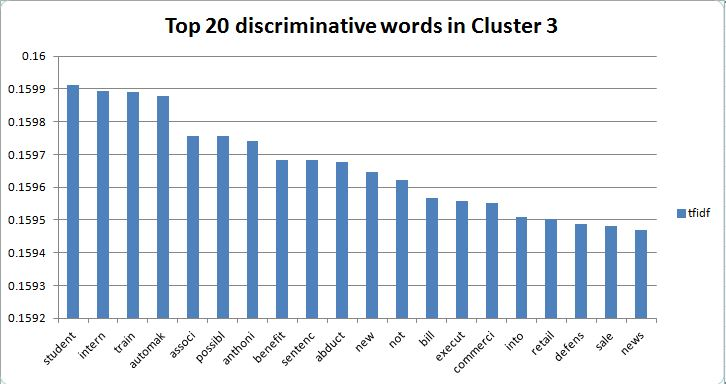 Top 20 discriminative words in Cluster 3
0.16
0.1599
0.1598
0.1597
0.1596
0.1595
0.1594
0.1593
0.1592
student
intern
train
automak
associ
possibl
anthoni
benefit
sentenc
abduct
new
not
bill
execut
commerci
into
retail
defens
sale
news
tfidf